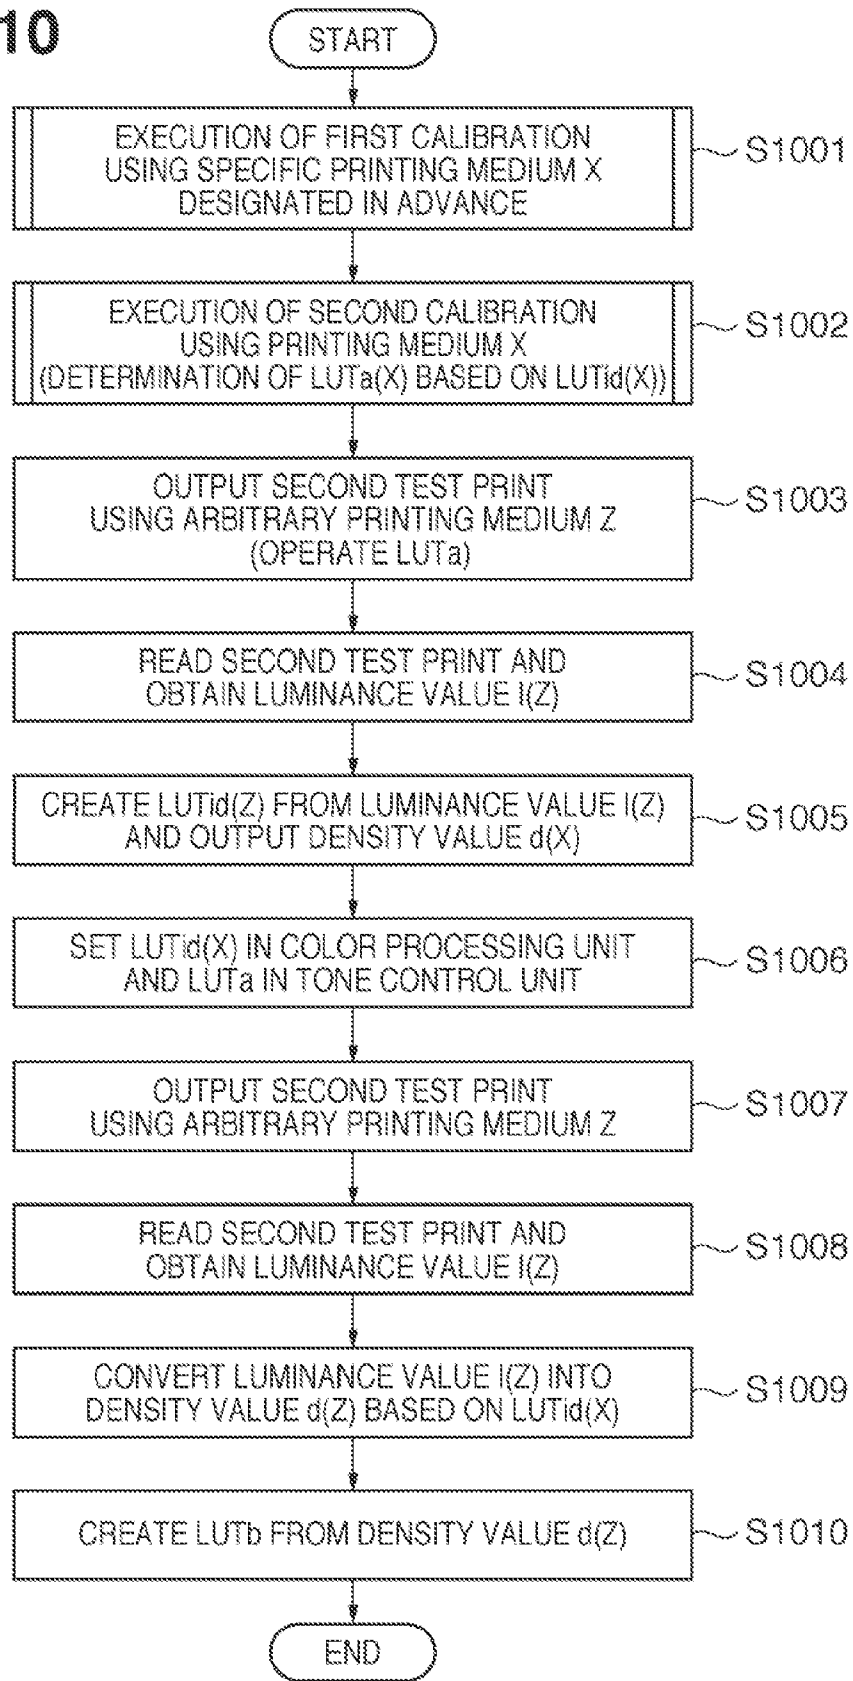 10
START
EXECUTION OF FIRST CALIBRATION
USING SPECIFIC PRINTING MEDIUM X
DESIGNATED IN ADVANCE
S1001
EXECUTION OF SECOND CALIBRATION
USING PRINTING MEDIUM X
(DETERMINATION OF LUTa(X) BASED ON LUTid(X))
S1002
OUTPUT SECOND TEST PRINT
USING ARBITRARY PRINTING MEDIUM Z
(OPERATE LUTa)
S1003
READ SECOND TEST PRINT AND
OBTAIN LUMINANCE VALUE I(Z)
S1004
CREATE LUTid(Z) FROM LUMINANCE VALUE I(Z)
AND OUTPUT DENSITY VALUE d(X)
S1005
SET LUTid(X) IN COLOR PROCESSING UNIT
AND LUTa IN TONE CONTROL UNIT
S1006
OUTPUT SECOND TEST PRINT
USING ARBITRARY PRINTING MEDIUM Z
S1007
READ SECOND TEST PRINT AND
OBTAIN LUMINANCE VALUE I(Z)
S1008
CONVERT LUMINANCE VALUE I(Z) INTO
DENSITY VALUE d(Z) BASED ON LUTid(X)
S1009
CREATE LUTb FROM DENSITY VALUE d(Z)
S1010
END